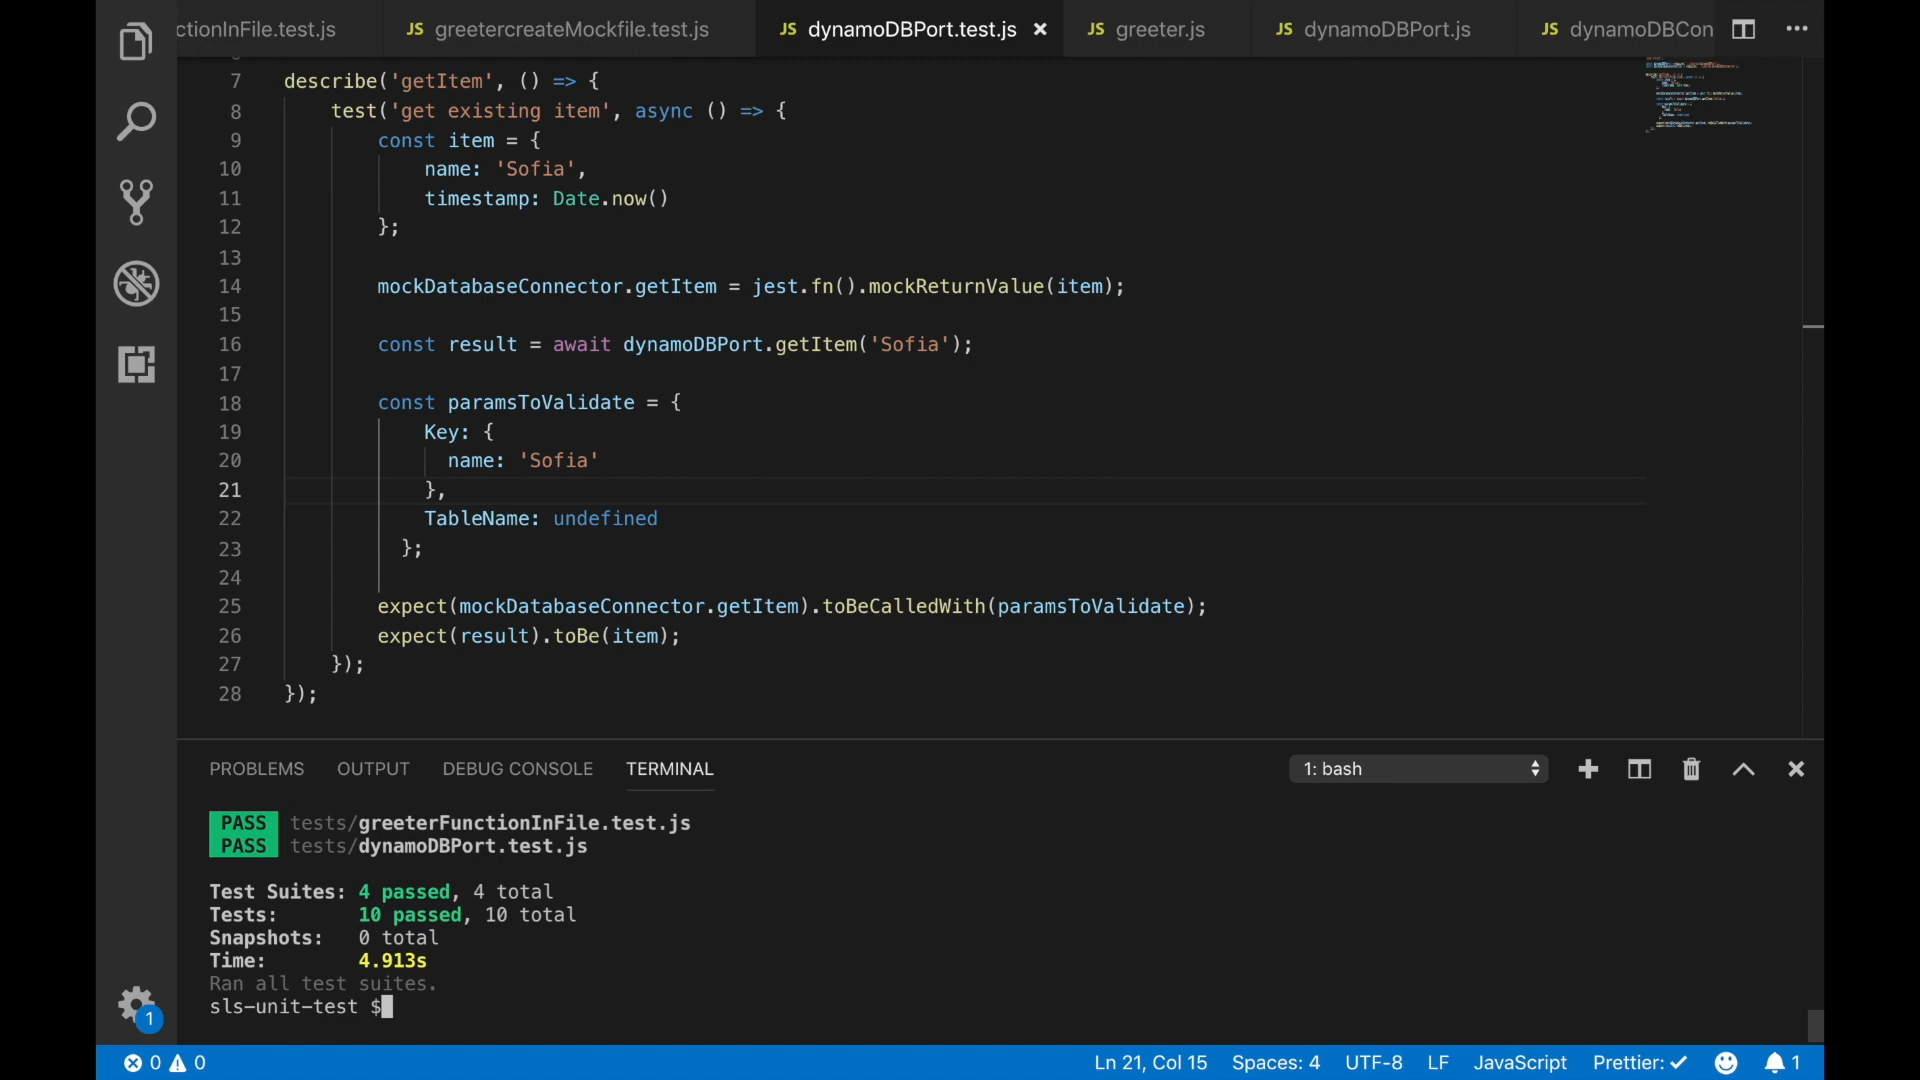 ctionInFile.test.js
JS greetercreateMockfile.test.js
JS dynamoDBPort.test.js
JS greeter.js
JS dynamoDBPort.js
JS dynamoDBCon
7 describe('getItem', () => {
8 test('get existing item', async () => {
9 const item = {
10 name: 'Sofia',
11 timestamp: Date.now()
12 };
13
14 mockDatabaseConnector.getItem = jest.fn().mockReturnValue(item);
15
16 const result = await dynamoDBPort.getItem('Sofia');
17
18 const paramsToValidate = {
19 Key: {
20 name: 'Sofia'
21 },
22 TableName: undefined
23 };
24
25 expect(mockDatabaseConnector.getItem).toBeCalledWith(paramsToValidate);
26 expect(result).toBe(item);
27 });
28 });
PROBLEMS OUTPUT DEBUG CONSOLE TERMINAL 1: bash
PASS tests/greeterFunctionInFile.test.js
PASS tests/dynamoDBPort.test.js
Test Suites: 4 passed, 4 total
Tests: 10 passed, 10 total
Snapshots: 0 total
Time: 4.913s
Ran all test suites.
sls-unit-test $
1
0 0 Ln 21, Col 15 Spaces: 4 UTF-8 LF JavaScript Prettier: ✓ 1